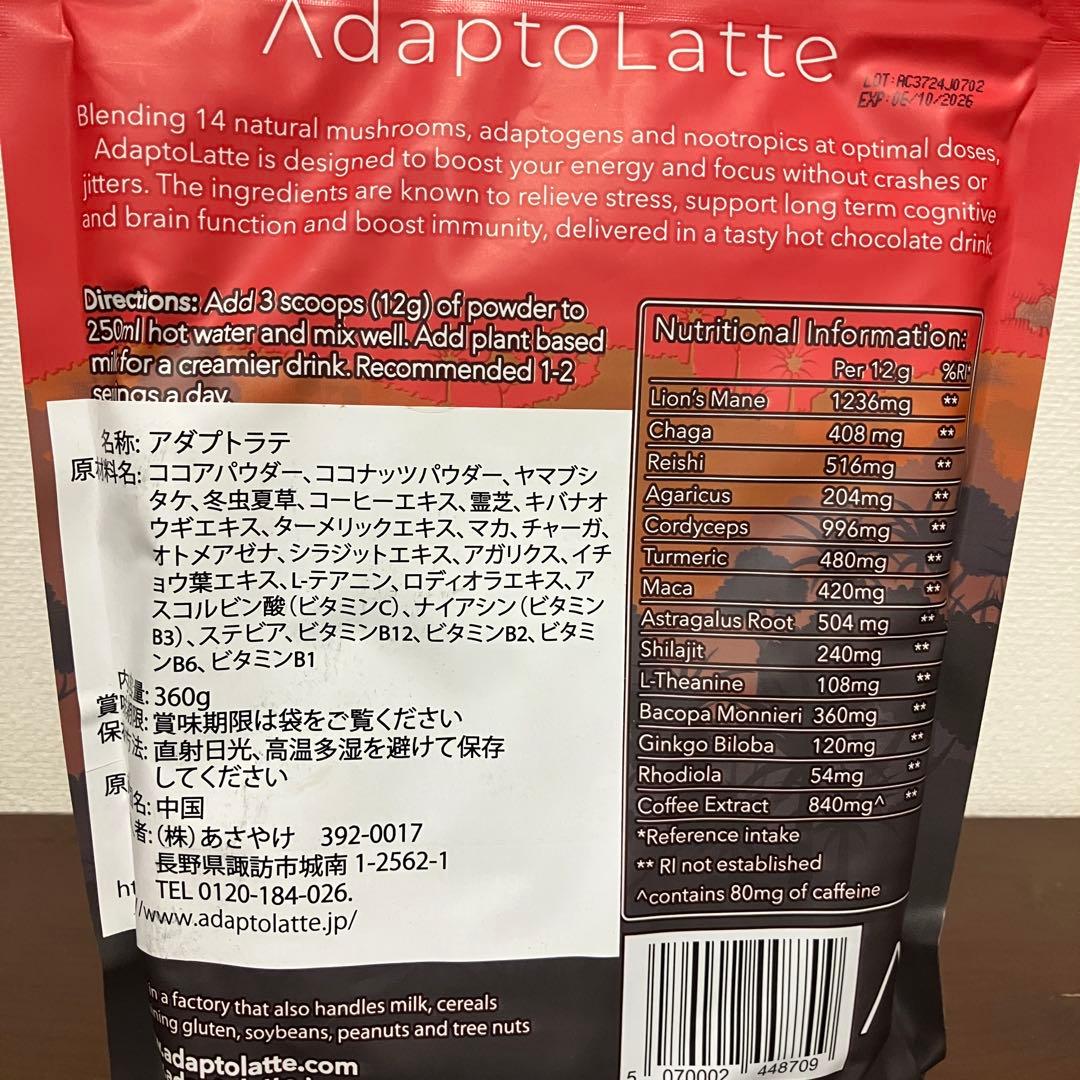 AdaptoLatte
LOT:AC3724J0702
EXP:06/10/2026
Blending 14 natural mushrooms, adaptogens and nootropics at optimal doses,
AdaptoLatte is designed to boost your energy and focus without crashes or
jitters. The ingredients are known to relieve stress, support long term cognitive
and brain function and boost immunity, delivered in a tasty hot chocolate drink
Directions: Add 3 scoops (12g) of powder to
250ml hot water and mix well. Add plant based
for a creamier drink. Recommended 1-2
a day.
名称: アダプトラテ
原材料名: ココアパウダー、ココナッツパウダー、ヤマブシ
タケ、冬虫夏草、コーヒーエキス、霊芝、キバナオ
ウギエキス、ターメリックエキス、マカ、チャーガ、
オトメアゼナ、シラジットエキス、アガリクス、イチ
ョウ葉エキス、L-テアニン、ロディオラエキス、ア
スコルビン酸（ビタミンC）、ナイアシン（ビタミン
B3）、ステビア、ビタミンB12、ビタミンB2、ビタミ
ンB6、ビタミンB1
量: 360g
限: 賞味期限は袋をご覧ください
法: 直射日光、高温多湿を避けて保存
してください
名: 中国
者: (株)あさやけ 392-0017
長野県諏訪市城南 1-2562-1
TEL 0120-184-026.
//www.adaptolatte.jp/
Nutritional Information:
Per 12g %RI*
Lion's Mane 1236mg **
Chaga 408 mg **
Reishi 516mg **
Agaricus 204mg **
Cordyceps 996mg **
Turmeric 480mg **
Maca 420mg **
Astragalus Root 504 mg **
Shilajit 240mg **
L-Theanine 108mg **
Bacopa Monnieri 360mg **
Ginkgo Biloba 120mg **
Rhodiola 54mg **
Coffee Extract 840mg^ **
*Reference intake
** RI not established
^contains 80mg of caffeine
in a factory that also handles milk, cereals
gluten, soybeans, peanuts and tree nuts
adaptolatte.com
5 070002 448709